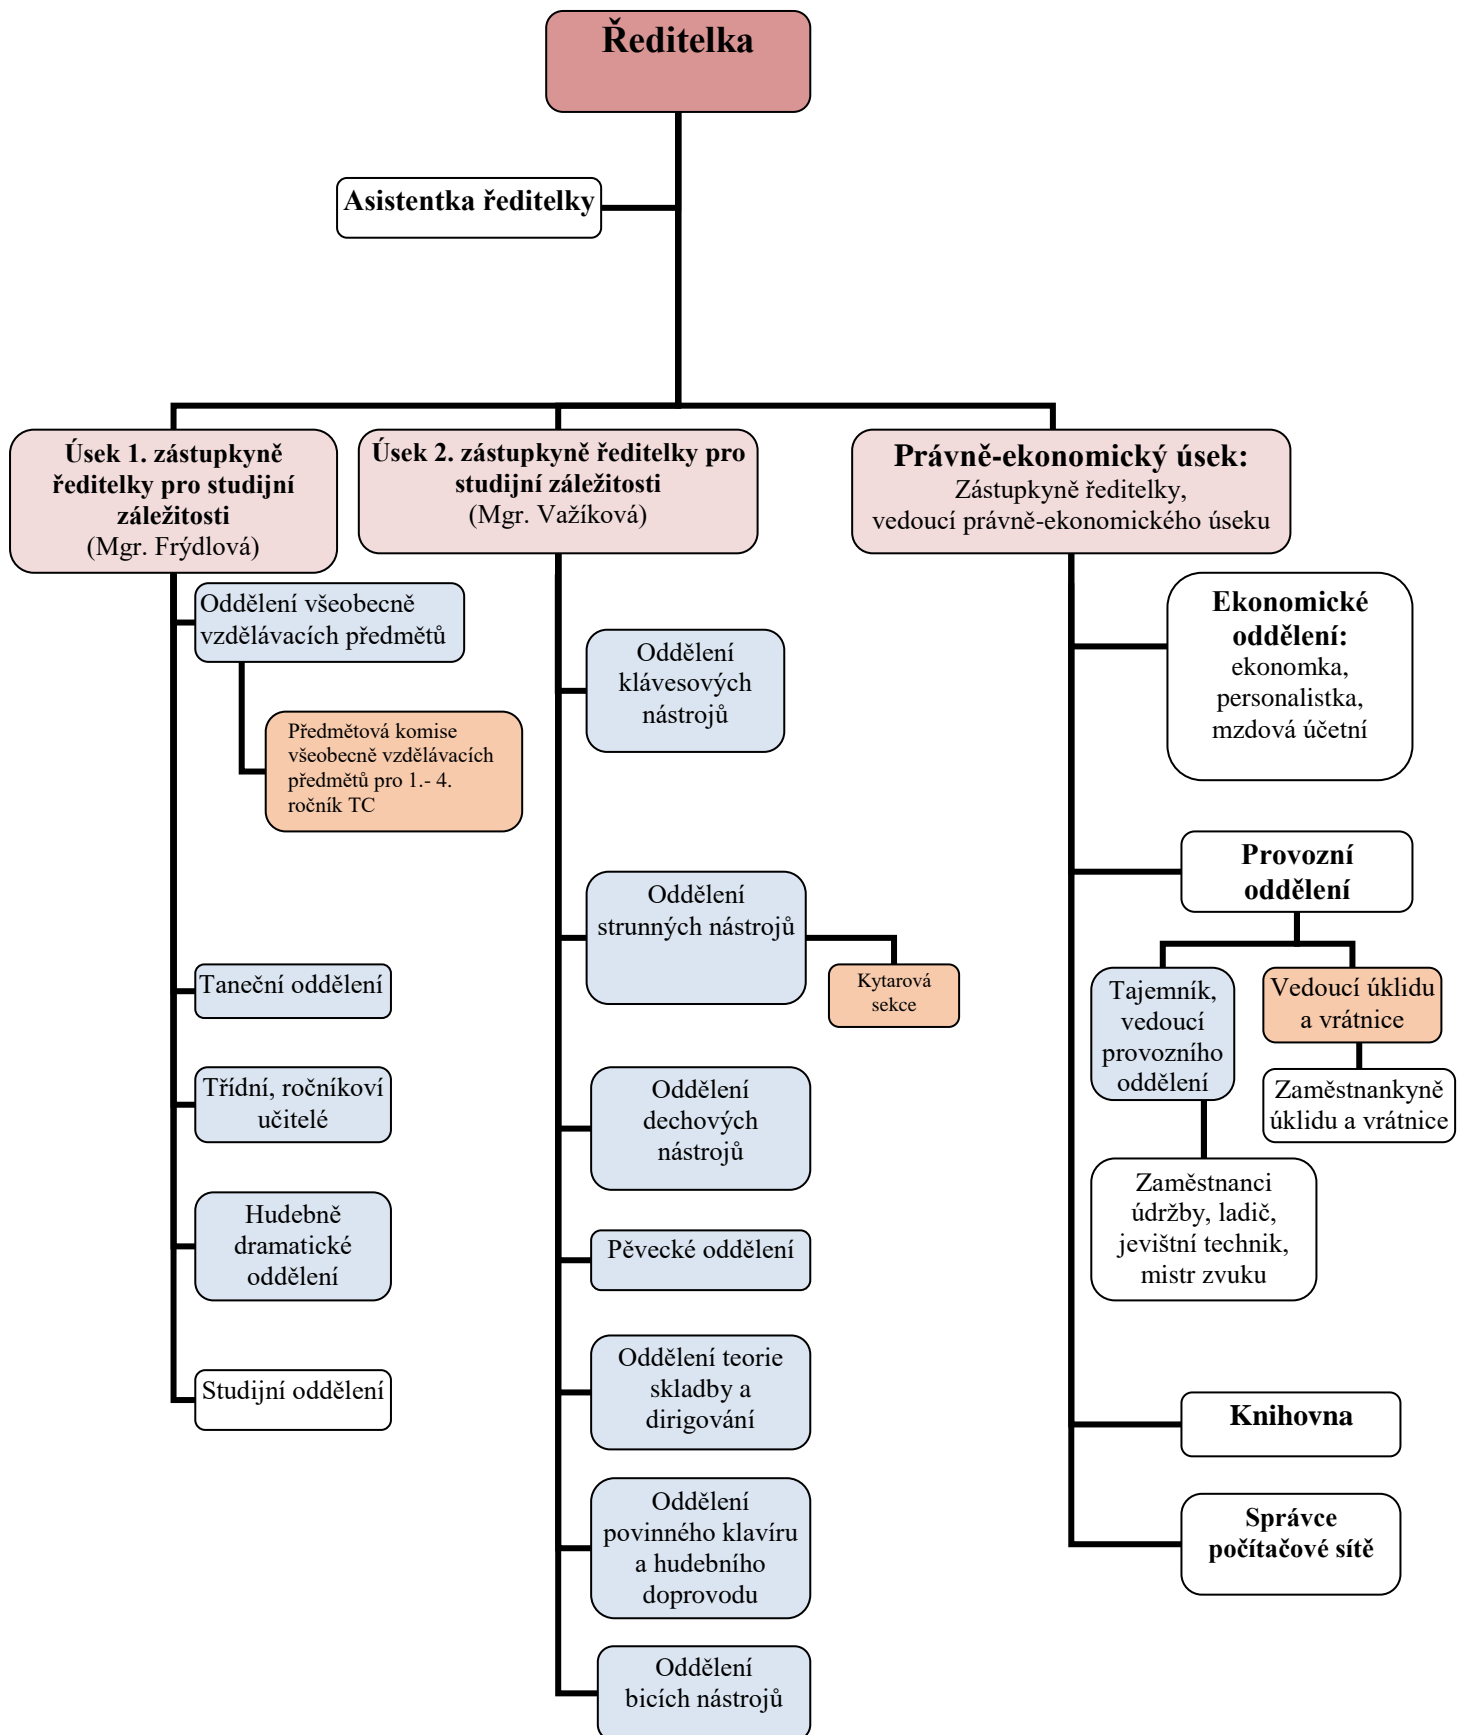 Ředitelka
Asistentka ředitelky
Úsek 1. zástupkyně
ředitelky pro studijní
záležitosti
(Mgr. Frýdlová)
Oddělení všeobecně
vzdělávacích předmětů
Předmětová komise
všeobecně vzdělávacích
předmětů pro 1.- 4.
ročník TC
Taneční oddělení
Třídní, ročníkoví
učitelé
Hudebně
dramatické
oddělení
Studijní oddělení
Úsek 2. zástupkyně ředitelky pro
studijní záležitosti
(Mgr. Važíková)
Oddělení
klávesových
nástrojů
Oddělení
strunných nástrojů
Kytarová
sekce
Oddělení
dechových
nástrojů
Pěvecké oddělení
Oddělení teorie
skladby a
dirigování
Oddělení
povinného klavíru
a hudebního
doprovodu
Oddělení
bicích nástrojů
Právně-ekonomický úsek:
Zástupkyně ředitelky,
vedoucí právně-ekonomického úseku
Ekonomické
oddělení:
ekonomka,
personalistka,
mzdová účetní
Provozní
oddělení
Tajemník,
vedoucí
provozního
oddělení
Zaměstnanci
údržby, ladič,
jevištní technik,
mistr zvuku
Vedoucí úklidu
a vrátnice
Zaměstnankyně
úklidu a vrátnice
Knihovna
Správce
počítačové sítě